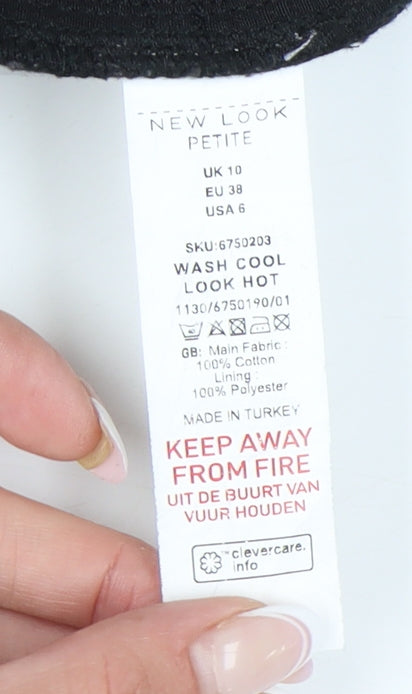 NEW LOOK
PETITE
UK 10
EU 38
USA 6
SKU:6750203
WASH COOL
LOOK HOT
1130/6750190/01
GB: Main Fabric :
100% Cotton
Lining :
100% Polyester
MADE IN TURKEY
KEEP AWAY
FROM FIRE
UIT DE BUURT VAN
VUUR HOUDEN
™clevercare.
info